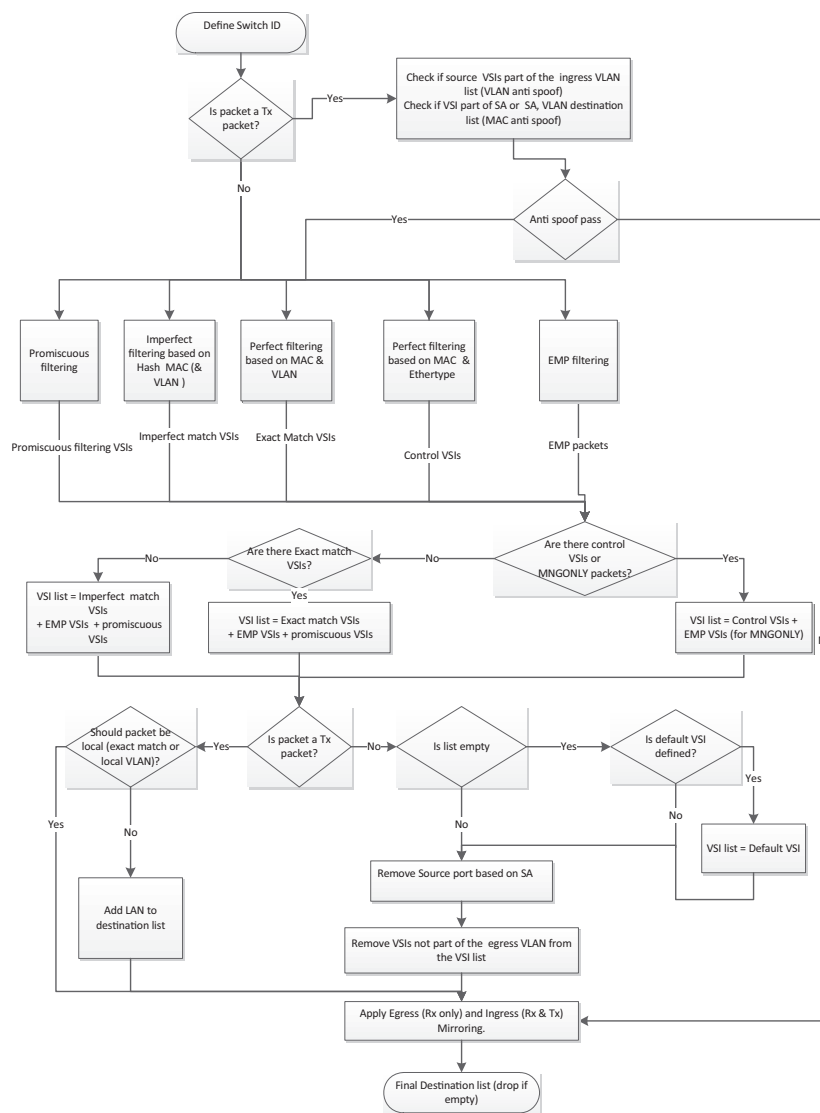 Define Switch ID
Is packet a Tx
packet?
Yes
Check if source VSIs part of the ingress VLAN
list (VLAN anti spoof)
Check if VSI part of SA or SA, VLAN destination
list (MAC anti spoof)
No
Yes
Anti spoof pass
Promiscuous
filtering
Imperfect
filtering based on
Hash MAC (&
VLAN )
Perfect filtering
based on MAC &
VLAN
Perfect filtering
based on MAC &
Ethertype
EMP filtering
Promiscuous filtering VSIs
Imperfect match VSIs
Exact Match VSIs
Control VSIs
EMP packets
No
Are there Exact match
VSIs?
No
Are there control
VSIs or
MNGONLY packets?
Yes
Yes
VSI list = Imperfect match
VSIs
+ EMP VSIs + promiscuous
VSIs
VSI list = Exact match VSIs
+ EMP VSIs + promiscuous VSIs
VSI list = Control VSIs +
EMP VSIs (for MNGONLY)
Should packet be
local (exact match or
local VLAN)?
Yes
Is packet a Tx
packet?
No
Is list empty
Yes
Is default VSI
defined?
Yes
Yes
No
No
No
VSI list = Default VSI
Remove Source port based on SA
Add LAN to
destination list
Remove VSIs not part of the egress VLAN from
the VSI list
Apply Egress (Rx only) and Ingress (Rx & Tx)
Mirroring.
Final Destination list (drop if
empty)